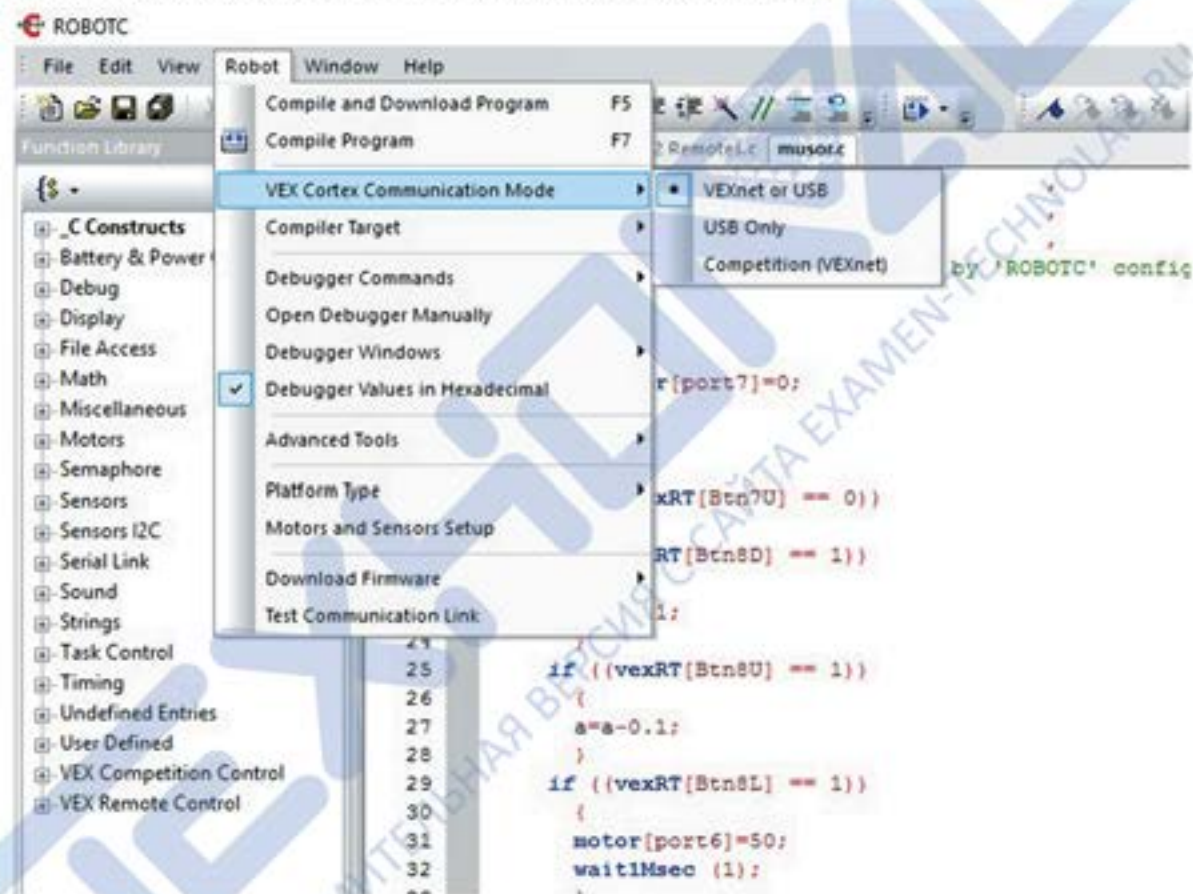 ROBOTC
File Edit View Robot Window Help
Compile and Download Program F5
Compile Program F7
VEX Cortex Communication Mode
Compiler Target
Debugger Commands
Open Debugger Manually
Debugger Windows
Debugger Values in Hexadecimal
Advanced Tools
Platform Type
Motors and Sensors Setup
Download Firmware
Test Communication Link
VEXnet or USB
USB Only
Competition (VEXnet)
Function Library
_C Constructs
Battery & Power
Debug
Display
File Access
Math
Miscellaneous
Motors
Semaphore
Sensors
Sensors I2C
Serial Link
Sound
Strings
Task Control
Timing
Undefined Entries
User Defined
VEX Competition Control
VEX Remote Control
musor.c
by 'ROBOTC' config
r[port7]=0;
xRT[Btn7U] == 0))
RT[Btn8D] == 1))
1;
24 }
25 if ((vexRT[Btn8U] == 1))
26 {
27 a=a-0.1;
28 }
29 if ((vexRT[Btn8L] == 1))
30 {
31 motor[port6]=50;
32 wait1Msec (1);
САЙТА EXAMEN-TECHNOLAB.RU